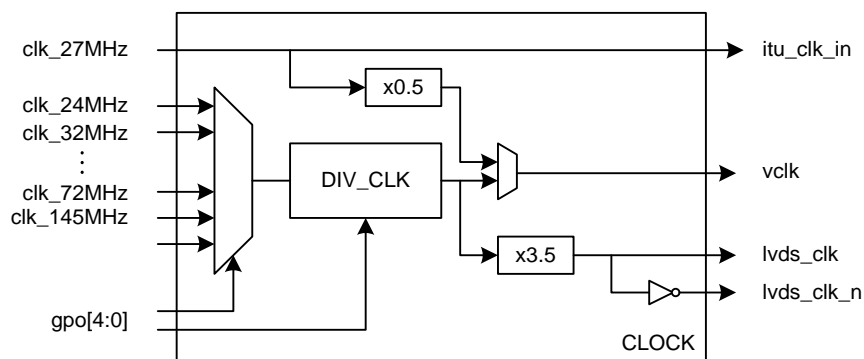 clk_27MHz
itu_clk_in
x0.5
clk_24MHz
clk_32MHz
⋮
DIV_CLK
vclk
clk_72MHz
clk_145MHz
x3.5
lvds_clk
lvds_clk_n
gpo[4:0]
CLOCK